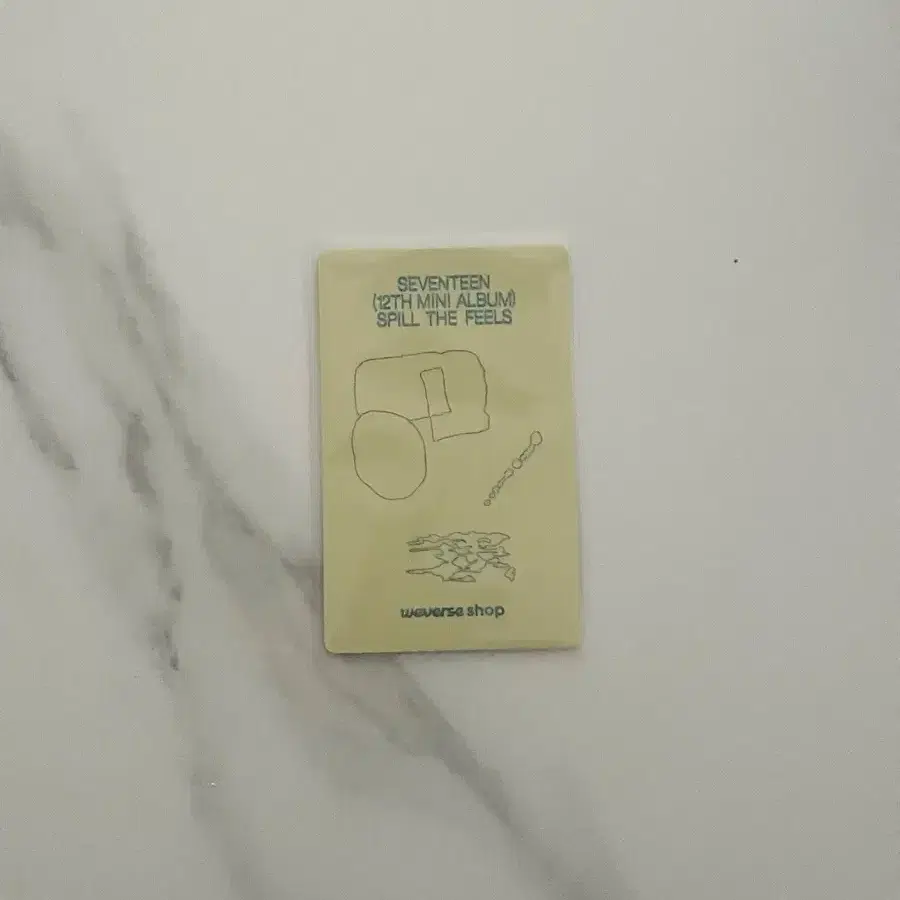 SEVENTEEN
(12TH MINI ALBUM)
SPILL THE FEELS
weverse shop